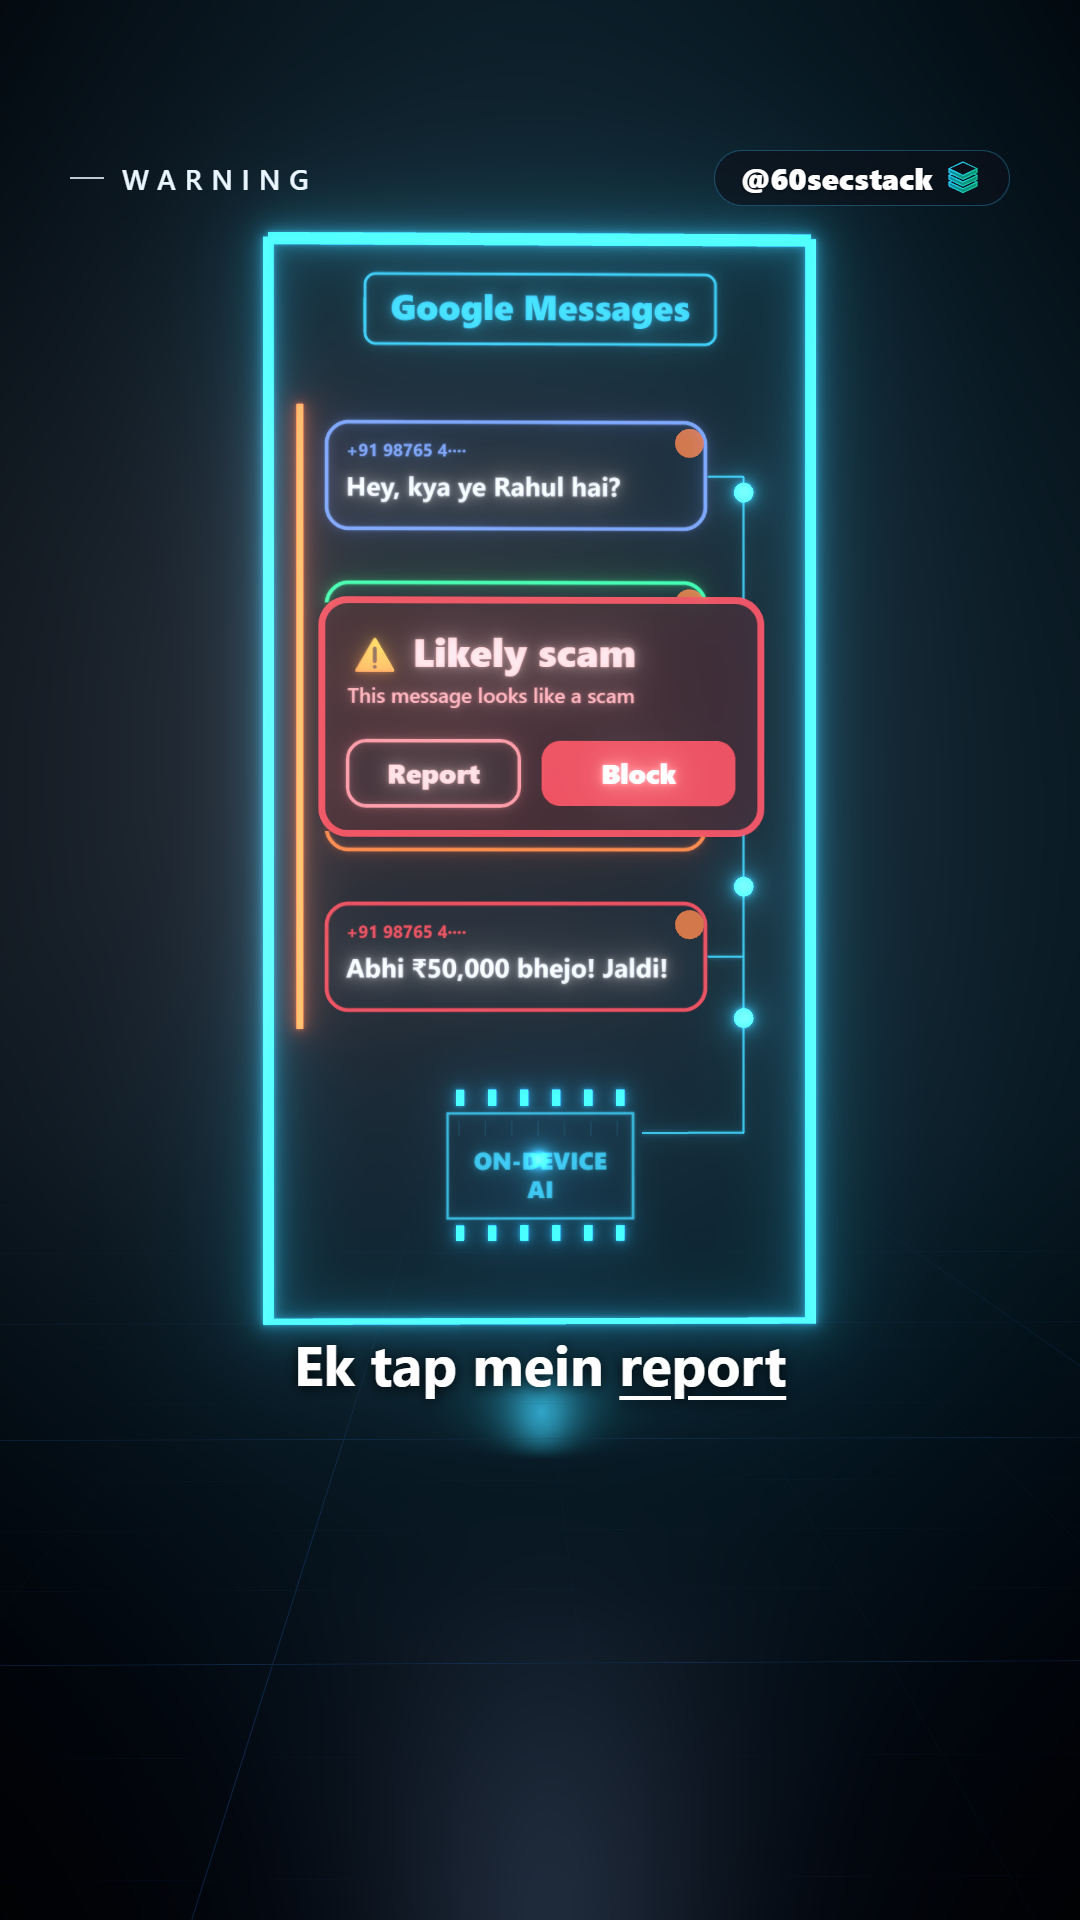 WARNING
@60secstack
Google Messages
+91 98765 4····
Hey, kya ye Rahul hai?
Likely scam
This message looks like a scam
Report
Block
+91 98765 4····
Abhi ₹50,000 bhejo! Jaldi!
ON-DEVICE
AI
Ek tap mein report